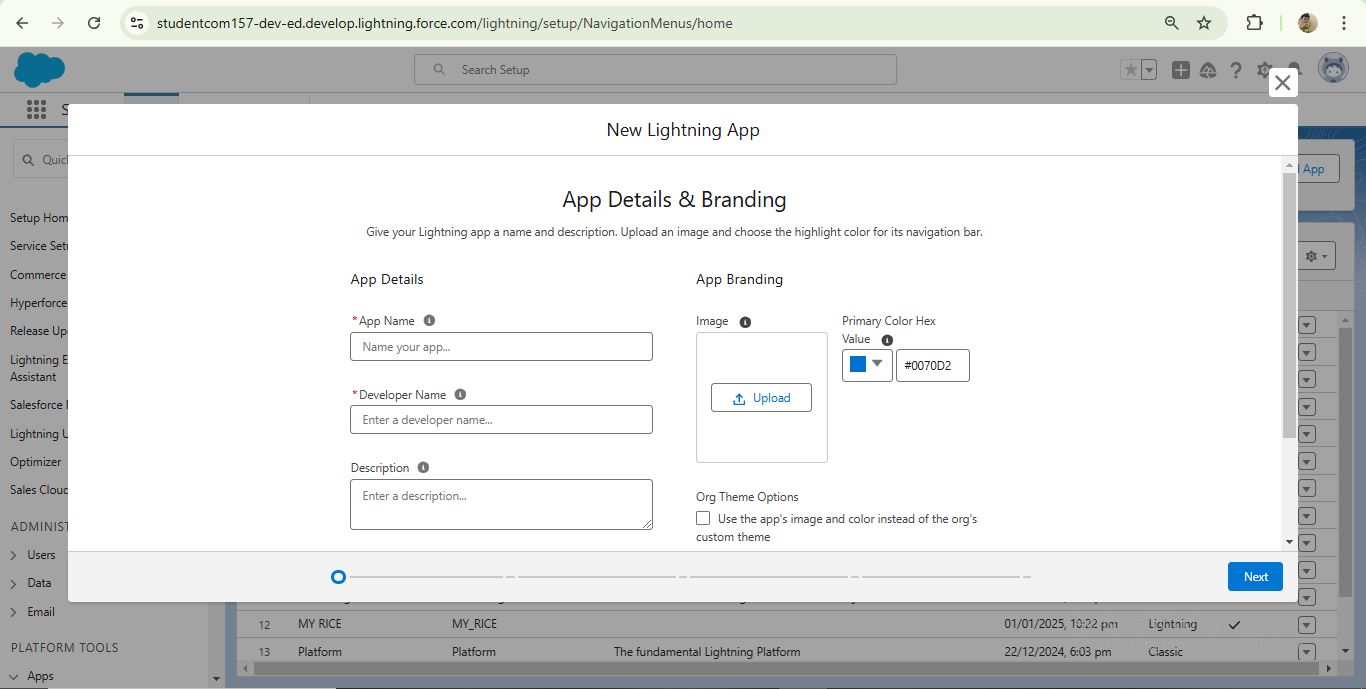 studentcom157-dev-ed.develop.lightning.force.com/lightning/setup/NavigationMenus/home
Search Setup
New Lightning App
App Details & Branding
Give your Lightning app a name and description. Upload an image and choose the highlight color for its navigation bar.
App Details
App Branding
*App Name
Name your app...
*Developer Name
Enter a developer name...
Description
Enter a description...
Image
Upload
Primary Color Hex
Value
#0070D2
Org Theme Options
Use the app's image and color instead of the org's
custom theme
Next
App
Setup
Service
Commerce
Hyperforce
Release
Lightning
Assistant
Salesforce
Lightning
Optimizer
Sales Cloud
Users
Data
Email
PLATFORM TOOLS
Apps
12 MY RICE MY_RICE 01/01/2025, 10:22 pm Lightning
13 Platform Platform The fundamental Lightning Platform 22/12/2024, 6:03 pm Classic